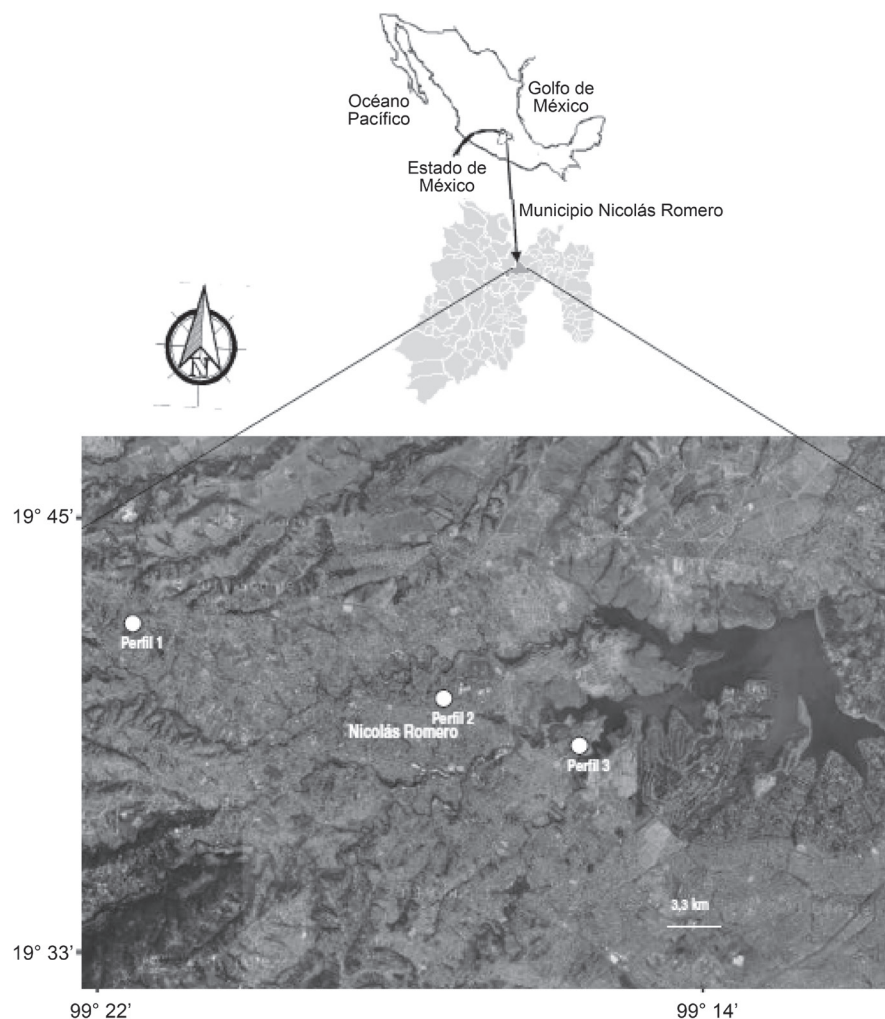 Océano
Pacífico
Golfo de
México
Estado de
México
Municipio Nicolás Romero
N
19° 45’
Perfil 1
Perfil 2
Nicolás Romero
Perfil 3
3,3 km
19° 33’
99° 22’
99° 14’